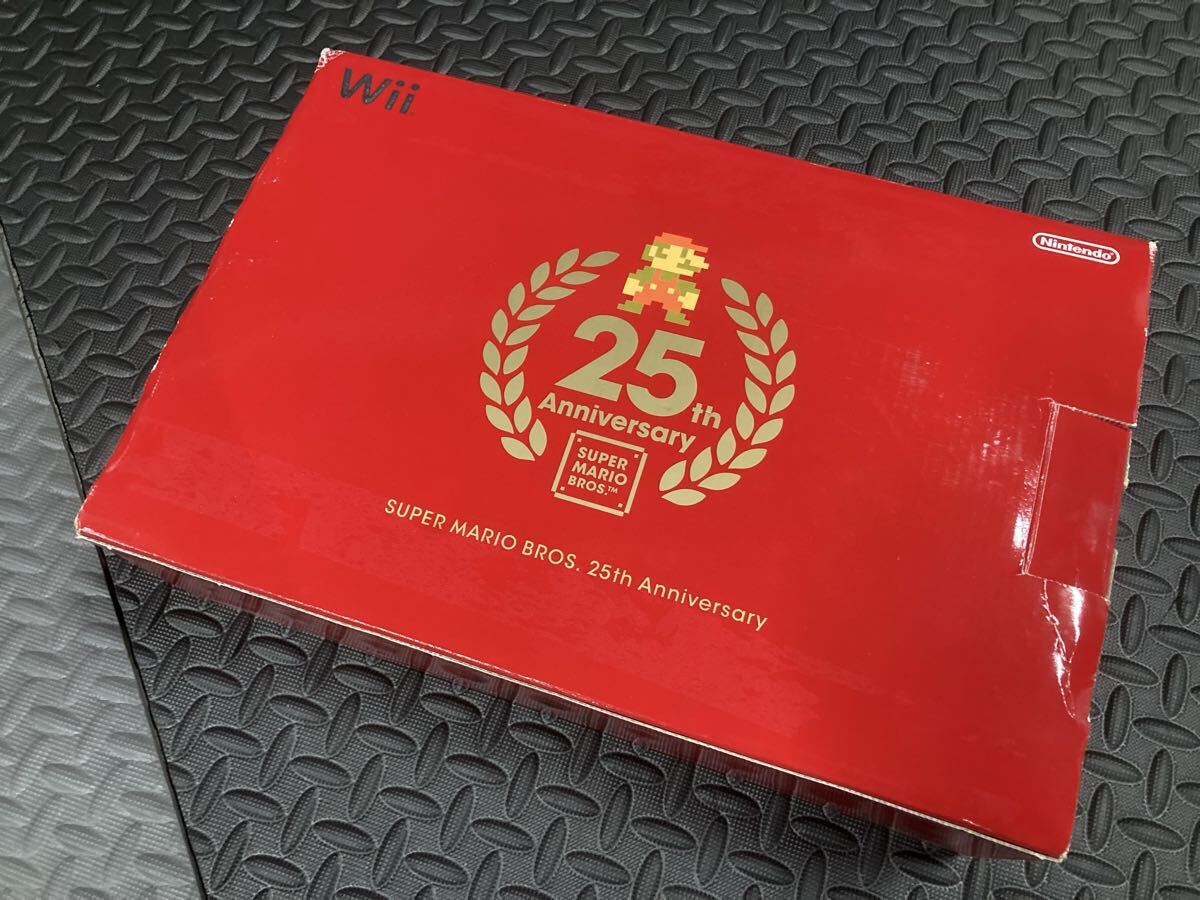 Wii
Nintendo
25th
Anniversary
SUPER
MARIO
BROS.™
SUPER MARIO BROS. 25th Anniversary